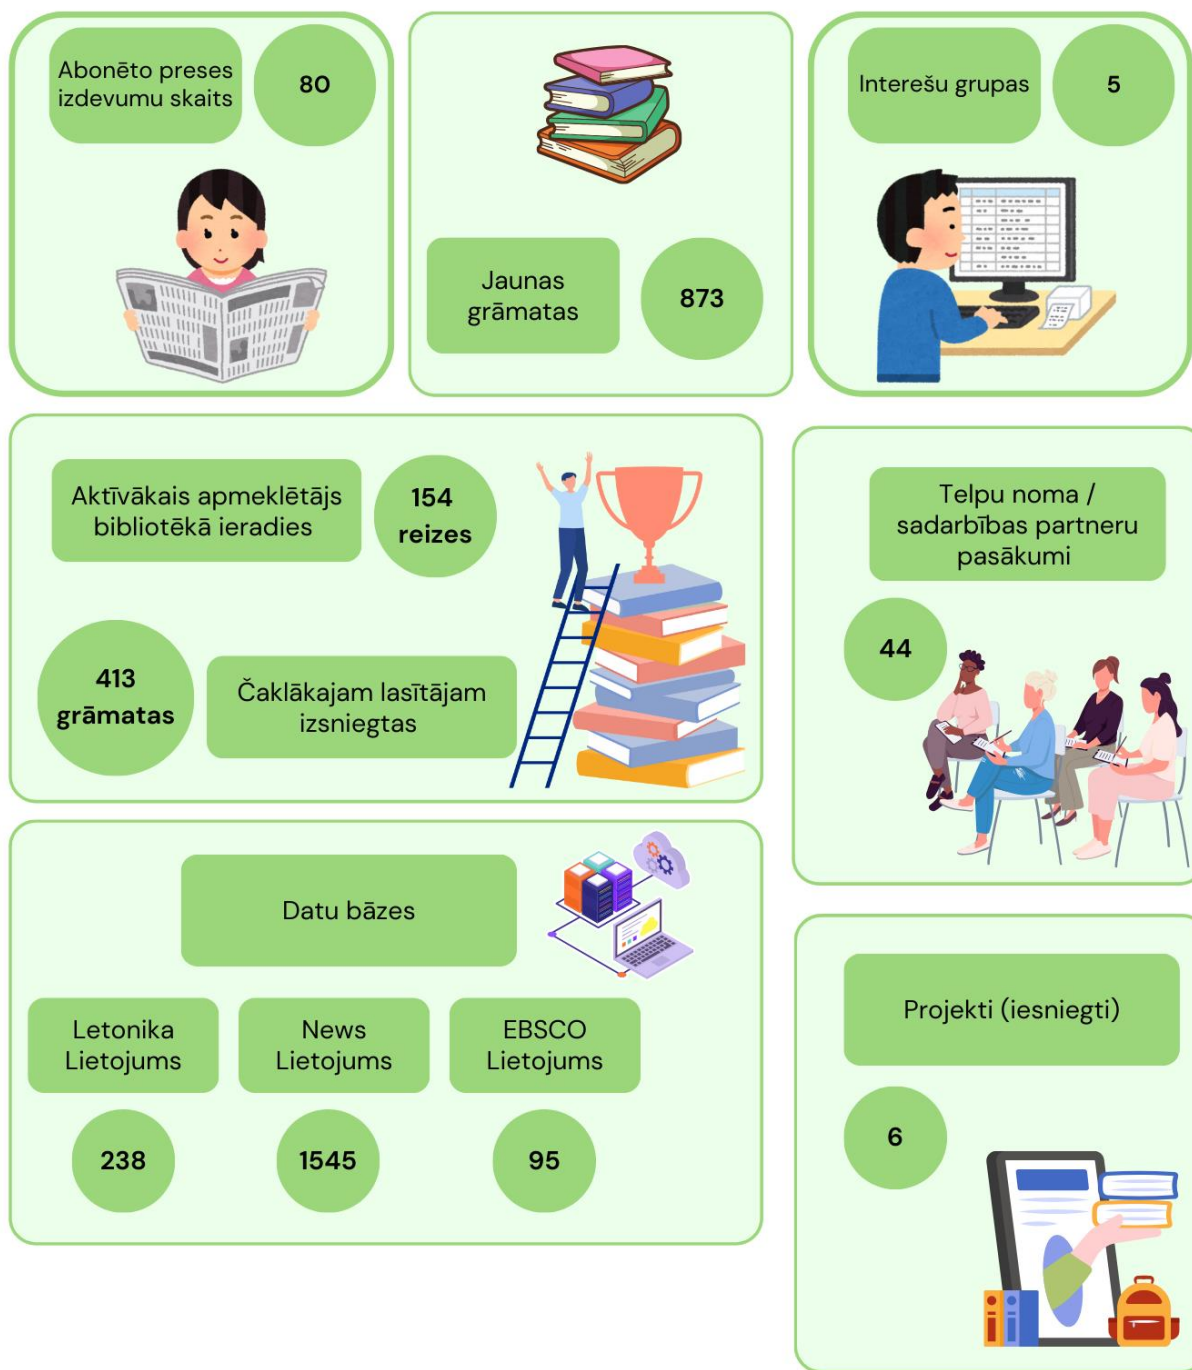 Abonēto preses
izdevumu skaits
80
Jaunas
grāmatas
873
Interešu grupas
5
Aktīvākais apmeklētājs
bibliotēkā ieradies
154
reizes
413
grāmatas
Čaklākajam lasītājam
izsniegtas
Telpu noma /
sadarbības partneru
pasākumi
44
Datu bāzes
Letonika
Lietojums
238
News
Lietojums
1545
EBSCO
Lietojums
95
Projekti (iesniegti)
6